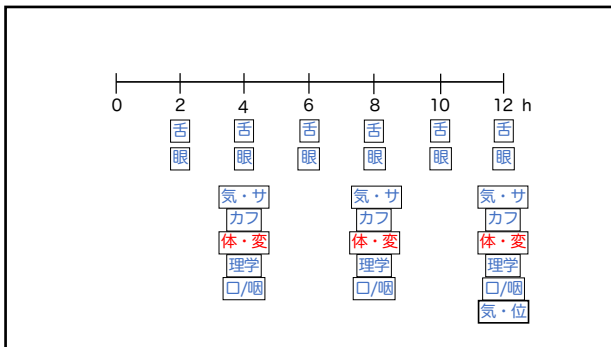 0 2 4 6 8 10 12 h
舌 舌 舌 舌 舌 舌
眼 眼 眼 眼 眼 眼
気・サ 気・サ 気・サ
カフ カフ カフ
体・変 体・変 体・変
理学 理学 理学
口/咽 口/咽 口/咽
気・位